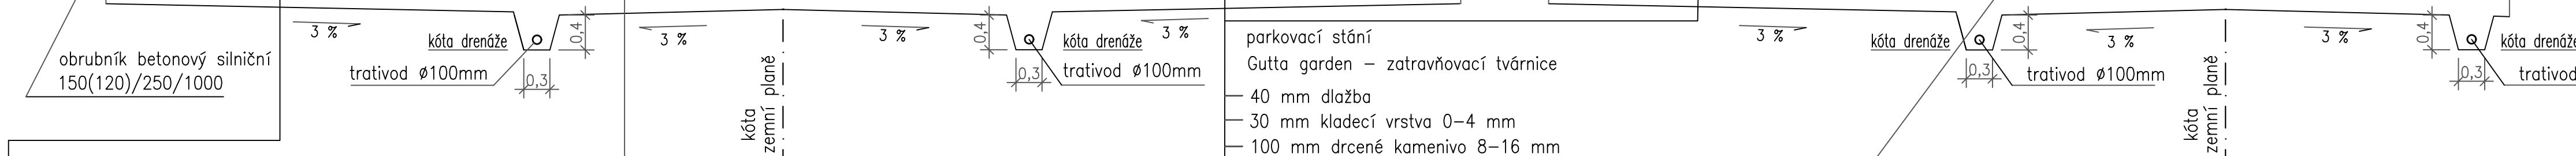 3 %
obrubník betonový silniční
150(120)/250/1000
kóta drenáže
trativod ø100mm
0,3
0,4
3 %
kóta
zemní pláně
3 %
0,4
0,3
kóta drenáže
trativod ø100mm
3 %
parkovací stání
Gutta garden – zatravňovací tvárnice
40 mm dlažba
30 mm kladecí vrstva 0–4 mm
100 mm drcené kamenivo 8–16 mm
3 %
kóta drenáže
0,3
0,4
trativod ø100mm
3 %
kóta
zemní pláně
3 %
0,4
0,3
kóta drenáže
trativod